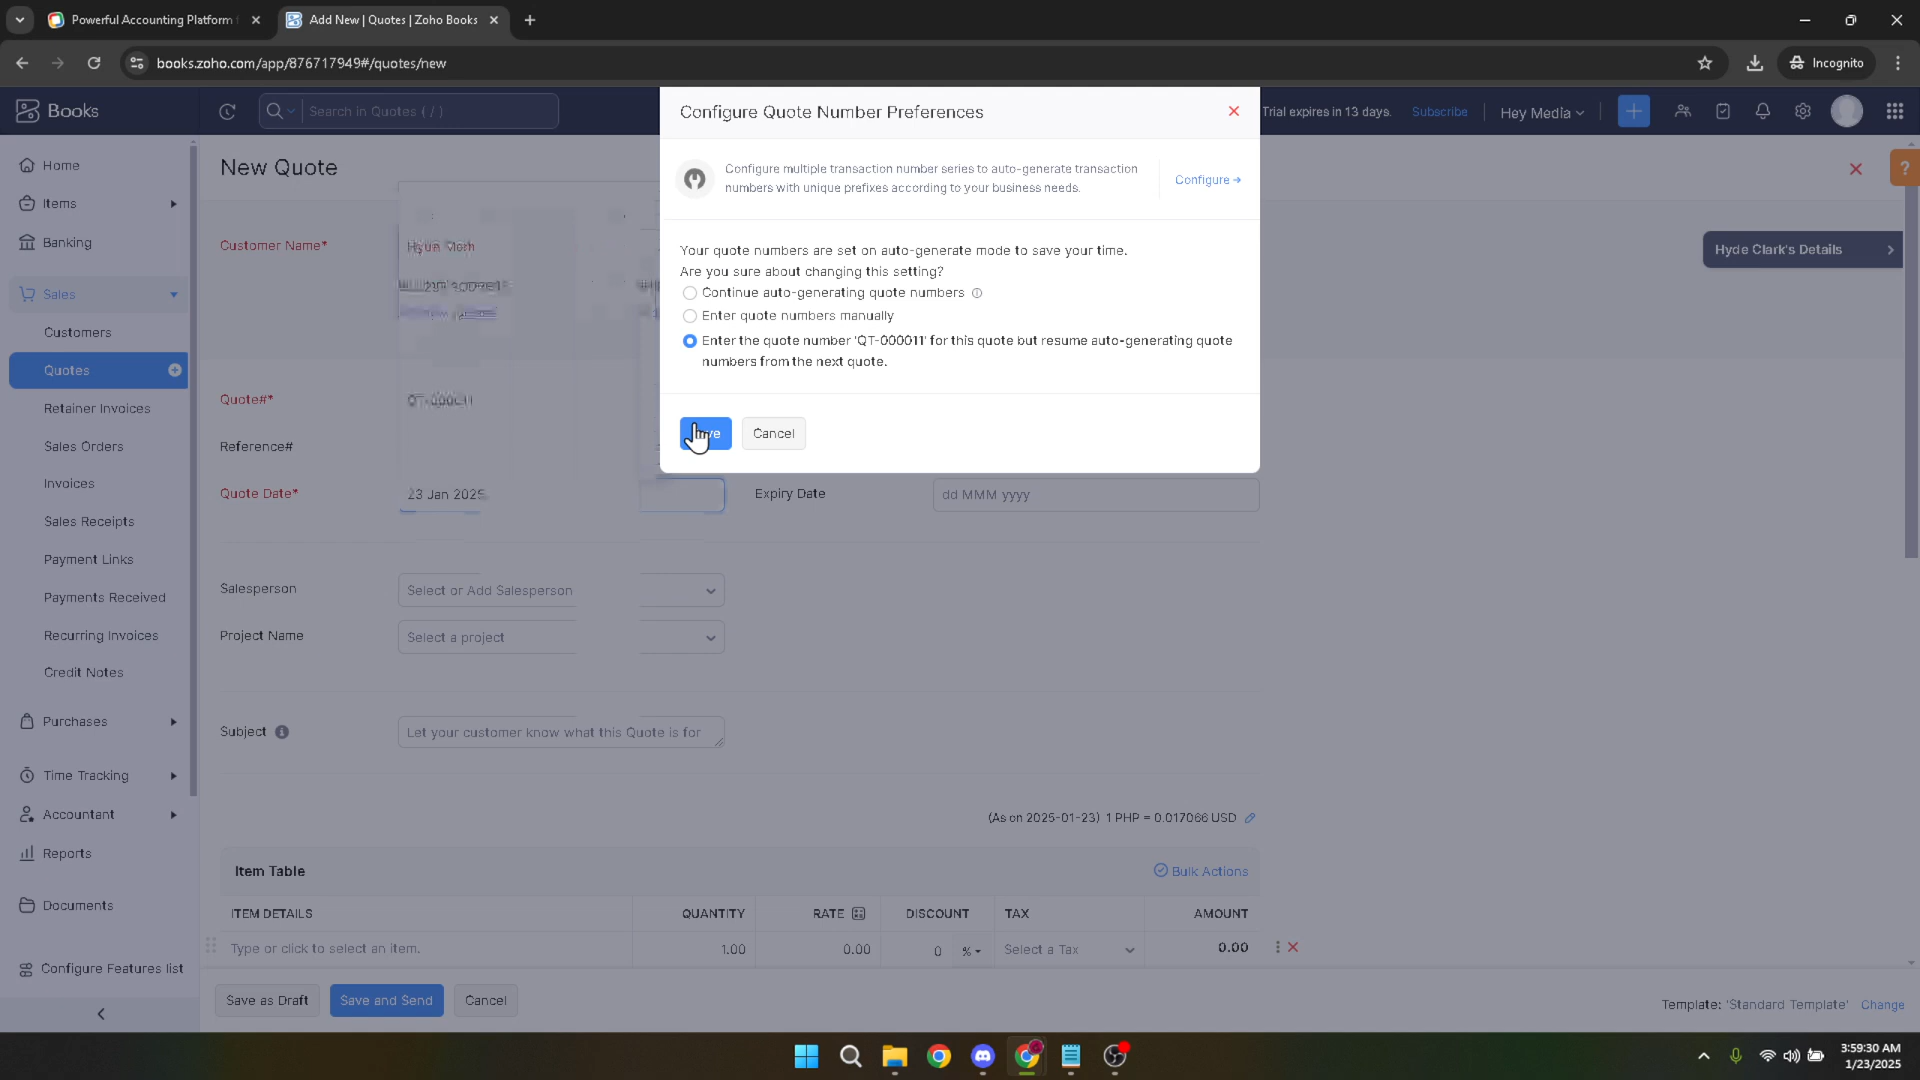 Powerful Accounting Platform
Add New | Quotes | Zoho Books
books.zoho.com/app/876717949#/quotes/new
Incognito
Books
Search in Quotes ( / )
Configure Quote Number Preferences
Trial expires in 13 days.
Subscribe
Hey Media
Home
Items
Banking
Sales
Customers
Quotes
Retainer Invoices
Sales Orders
Invoices
Sales Receipts
Payment Links
Payments Received
Recurring Invoices
Credit Notes
Purchases
Time Tracking
Accountant
Reports
Documents
Configure Features list
New Quote
Configure multiple transaction number series to auto-generate transaction
numbers with unique prefixes according to your business needs.
Configure
Your quote numbers are set on auto-generate mode to save your time.
Are you sure about changing this setting?
Continue auto-generating quote numbers
Enter quote numbers manually
Enter the quote number 'QT-000011' for this quote but resume auto-generating quote
numbers from the next quote.
Cancel
Customer Name*
Hyde Clark's Details
?
Quote#*
Reference#
Quote Date*
23 Jan 2025
Expiry Date
dd MMM yyyy
Salesperson
Select or Add Salesperson
Project Name
Select a project
Subject
Let your customer know what this Quote is for
(As on 2025-01-23) 1 PHP = 0.017066 USD
Item Table
Bulk Actions
ITEM DETAILS
QUANTITY
RATE
DISCOUNT
TAX
AMOUNT
Type or click to select an item.
1.00
0.00
0
%
Select a Tax
0.00
Save as Draft
Save and Send
Cancel
Template: 'Standard Template'
Change
3:59:30 AM
1/23/2025